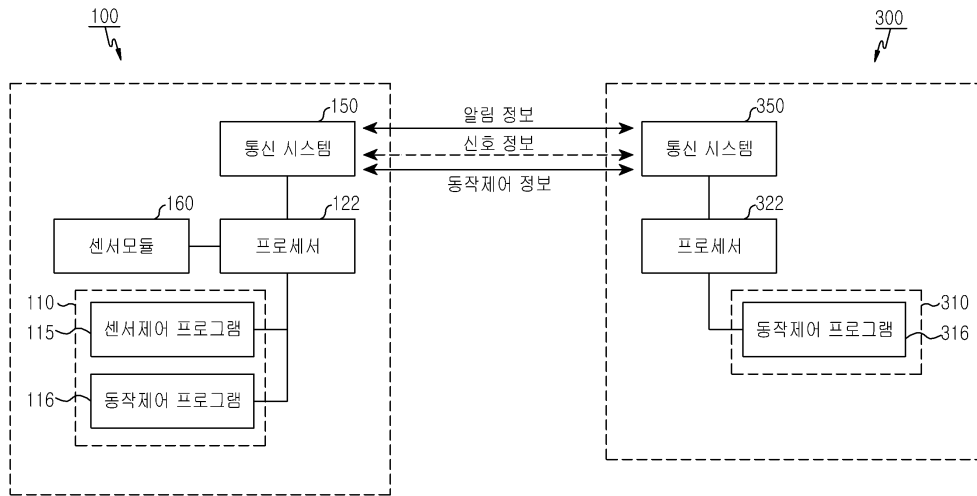 100
300
150
통신 시스템
알림 정보
신호 정보
동작제어 정보
350
통신 시스템
160
센서모듈
122
프로세서
322
프로세서
110
115
센서제어 프로그램
116
동작제어 프로그램
310
동작제어 프로그램
316